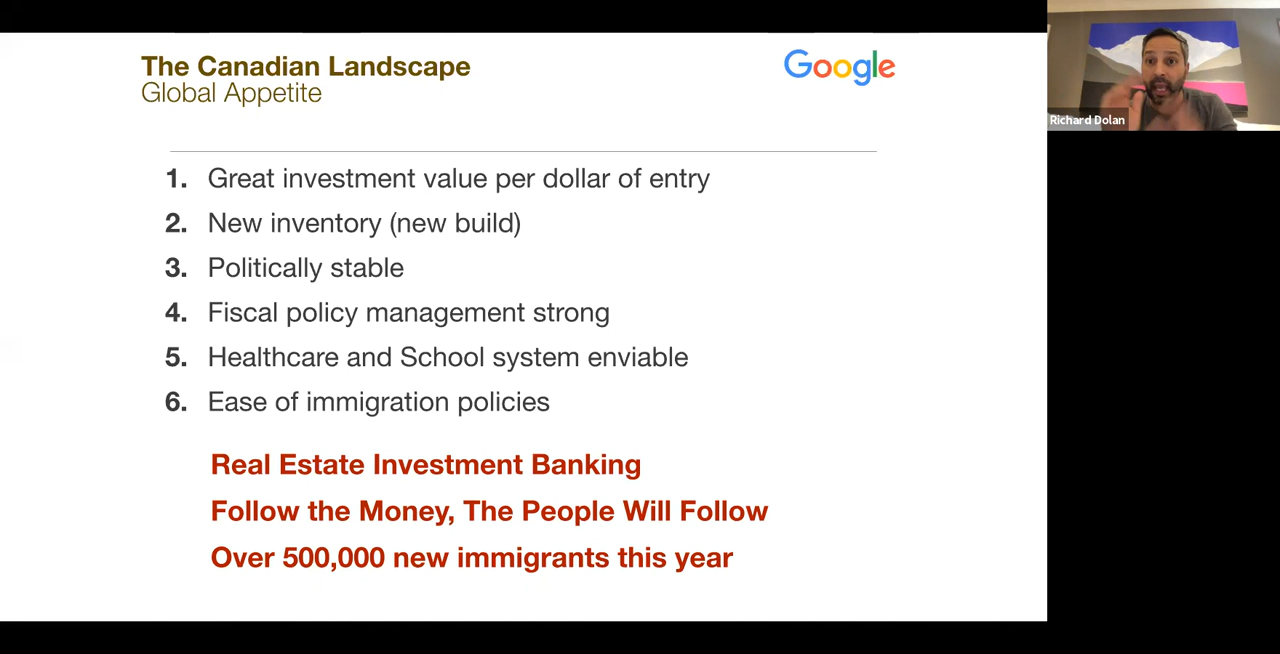 The Canadian Landscape
Global Appetite
Google
1. Great investment value per dollar of entry
2. New inventory (new build)
3. Politically stable
4. Fiscal policy management strong
5. Healthcare and School system enviable
6. Ease of immigration policies
Real Estate Investment Banking
Follow the Money, The People Will Follow
Over 500,000 new immigrants this year
Richard Dolan